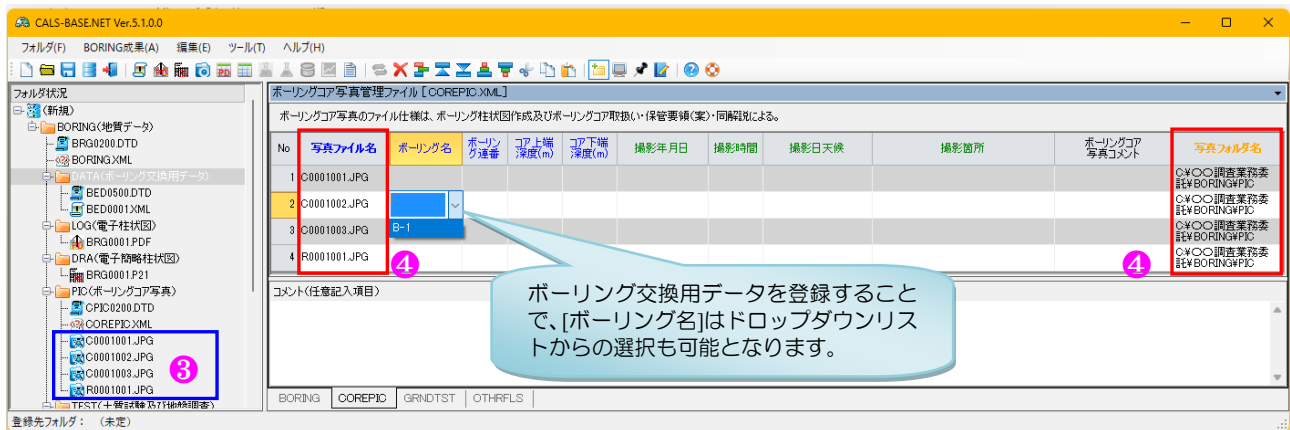 CALS-BASE.NET Ver.5.1.0.0
フォルダ(F) BORING成果(A) 編集(E) ツール(T) ヘルプ(H)
フォルダ状況
(新規)
BORING(地質データ)
BRG0200.DTD
BORING.XML
DATA(ボーリング交換用データ)
BED0500.DTD
BED0001.XML
LOG(電子柱状図)
BRG0001.PDF
DRA(電子簡略柱状図)
BRG0001.P21
PIC(ボーリングコア写真)
CPIC0200.DTD
COREPIC.XML
C0001001.JPG
C0001002.JPG
C0001003.JPG
R0001001.JPG
❸
TEST(土質試験及び地盤調査)
ボーリングコア写真管理ファイル [ COREPIC.XML ]
ボーリングコア写真のファイル仕様は、ボーリング柱状図作成及びボーリングコア取扱い・保管要領(案)・同解説による。
No 写真ファイル名 ボーリング名 ボーリング連番 コア上端深度(m) コア下端深度(m) 撮影年月日 撮影時間 撮影日天候 撮影箇所 ボーリングコア写真コメント 写真フォルダ名
1 C0001001.JPG C:¥〇〇調査業務委託¥BORING¥PIC
2 C0001002.JPG C:¥〇〇調査業務委託¥BORING¥PIC
3 C0001003.JPG B-1 C:¥〇〇調査業務委託¥BORING¥PIC
4 R0001001.JPG C:¥〇〇調査業務委託¥BORING¥PIC
❹ ❹
コメント(任意記入項目)
ボーリング交換用データを登録すること
で、[ボーリング名]はドロップダウンリス
トからの選択も可能となります。
BORING COREPIC GRNDTST OTHRFLS
登録先フォルダ： (未定)